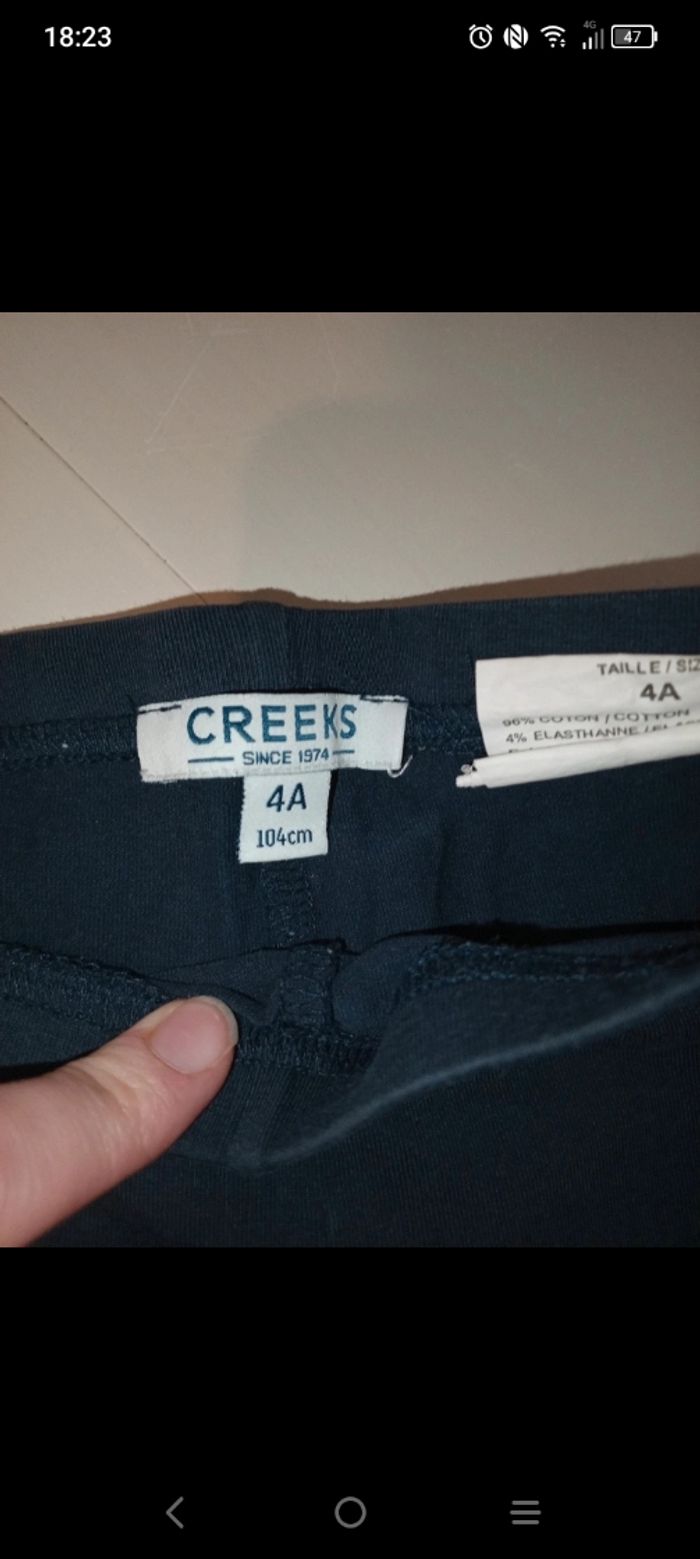 18:23
4G
47
CREEKS
SINCE 1974
4A
104cm
TAILLE / SIZ
4A
96% COTON / COTTON
4% ELASTHANNE